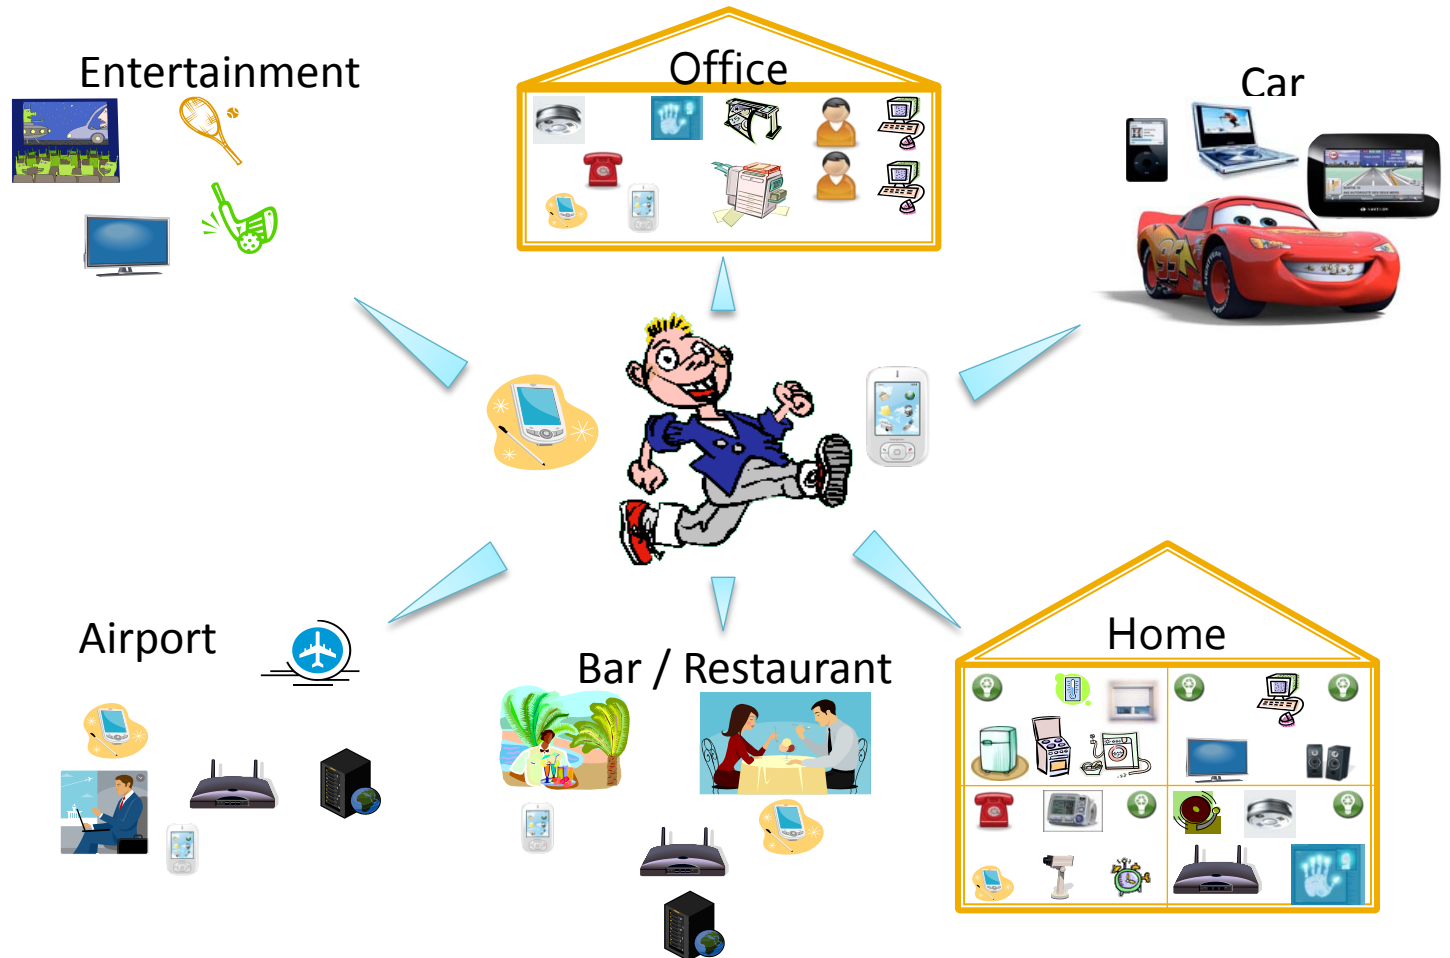 Entertainment
Office
Car
Airport
Bar / Restaurant
Home